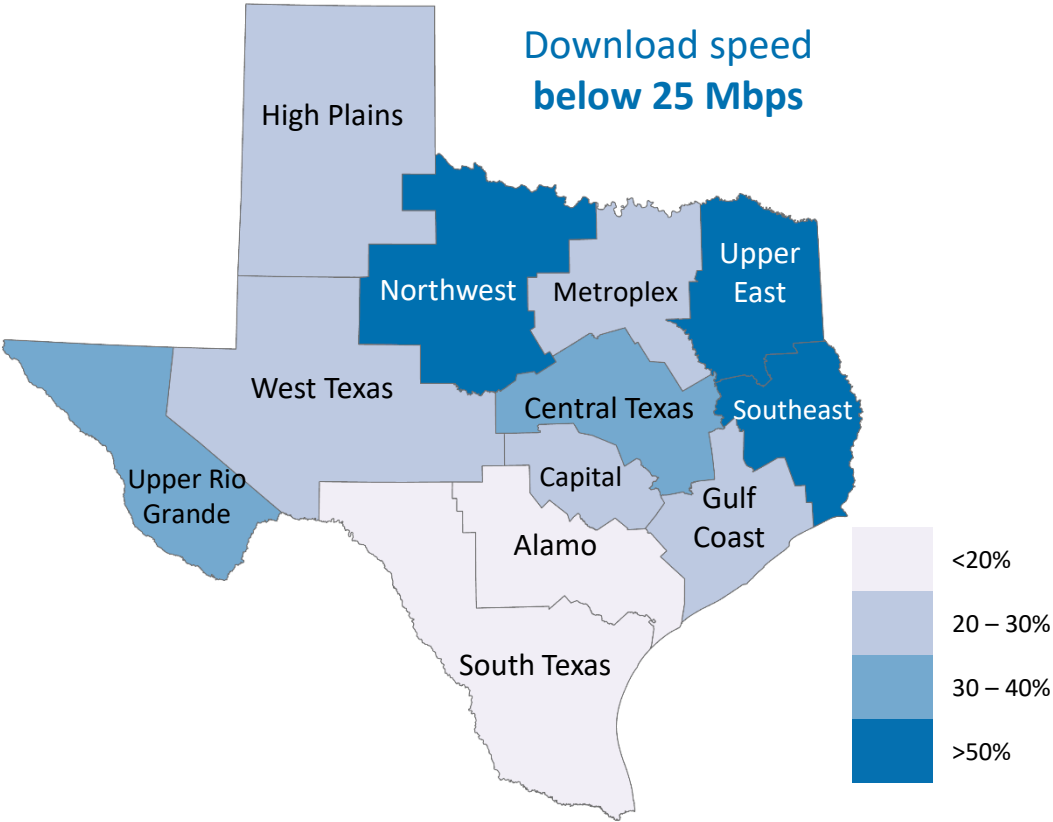 Download speed
below 25 Mbps
High Plains
Northwest
Metroplex
Upper
East
West Texas
Central Texas
Southeast
Upper Rio
Grande
Capital
Gulf
Coast
Alamo
South Texas
<20%
20 – 30%
30 – 40%
>50%